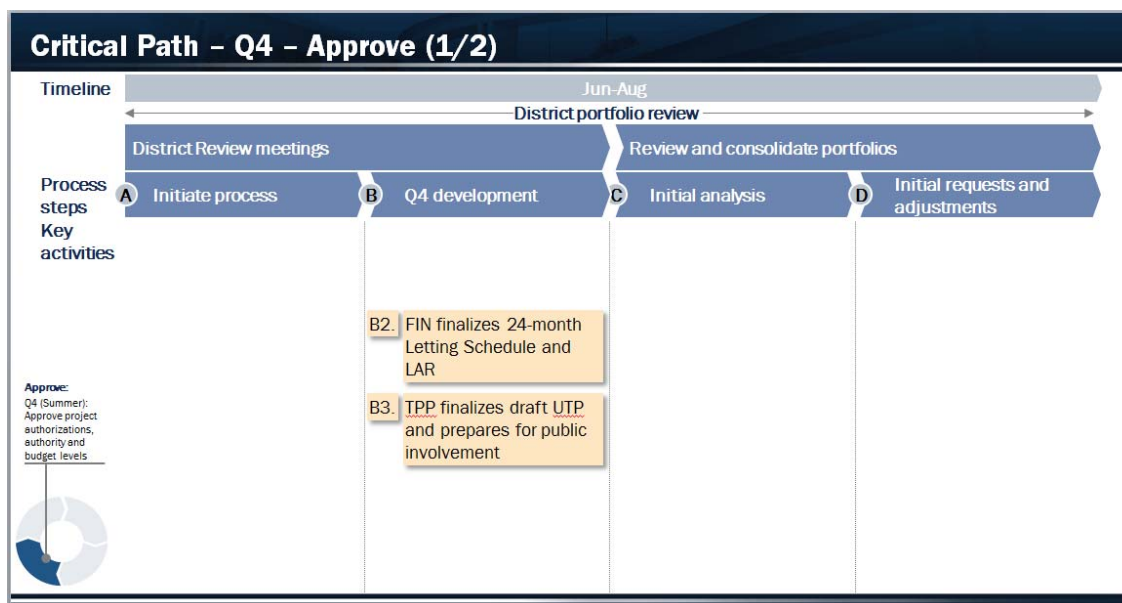 Critical Path – Q4 – Approve (1/2)
Timeline
Jun-Aug
District portfolio review
District Review meetings
Review and consolidate portfolios
Process
steps
A
Initiate process
B
Q4 development
C
Initial analysis
D
Initial requests and
adjustments
Key
activities
B2.
FIN finalizes 24-month
Letting Schedule and
LAR
B3.
TPP finalizes draft UTP
and prepares for public
involvement
Approve:
Q4 (Summer):
Approve project
authorizations,
authority and
budget levels